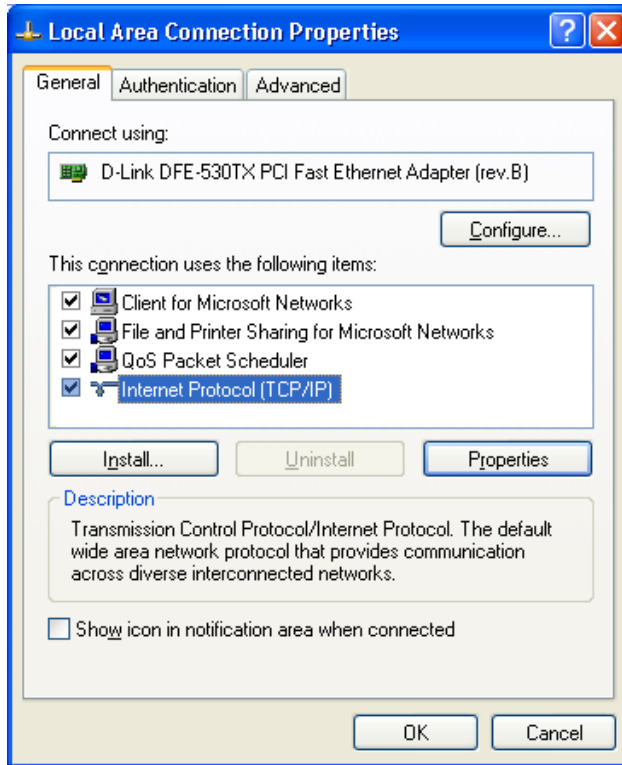 Local Area Connection Properties
General Authentication Advanced
Connect using:
D-Link DFE-530TX PCI Fast Ethernet Adapter (rev.B)
Configure...
This connection uses the following items:
Client for Microsoft Networks
File and Printer Sharing for Microsoft Networks
QoS Packet Scheduler
Internet Protocol (TCP/IP)
Install... Uninstall Properties
Description
Transmission Control Protocol/Internet Protocol. The default
wide area network protocol that provides communication
across diverse interconnected networks.
Show icon in notification area when connected
OK Cancel